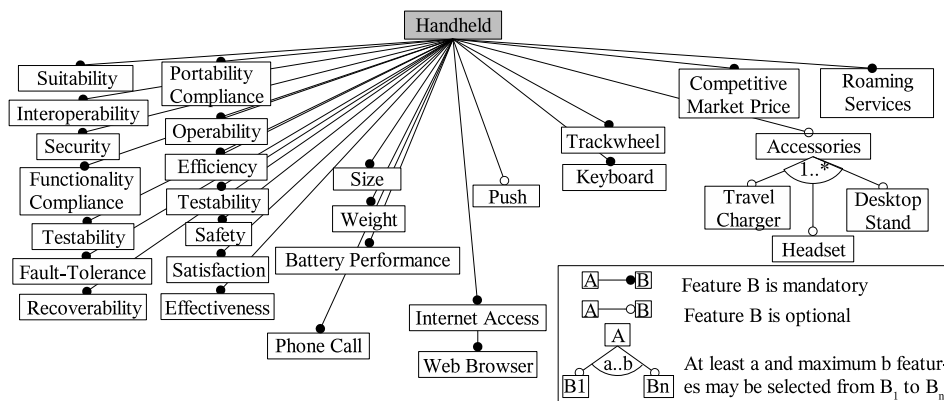 Handheld
Suitability
Interoperability
Security
Functionality
Compliance
Testability
Fault-Tolerance
Recoverability
Portability
Compliance
Operability
Efficiency
Testability
Safety
Satisfaction
Effectiveness
Size
Weight
Battery Performance
Phone Call
Internet Access
Web Browser
Push
Trackwheel
Keyboard
Competitive
Market Price
Roaming
Services
Accessories
1..*
Travel
Charger
Headset
Desktop
Stand
A B Feature B is mandatory
A B Feature B is optional
A
a..b
B1 Bn
At least a and maximum b featur-
es may be selected from B1 to Bn